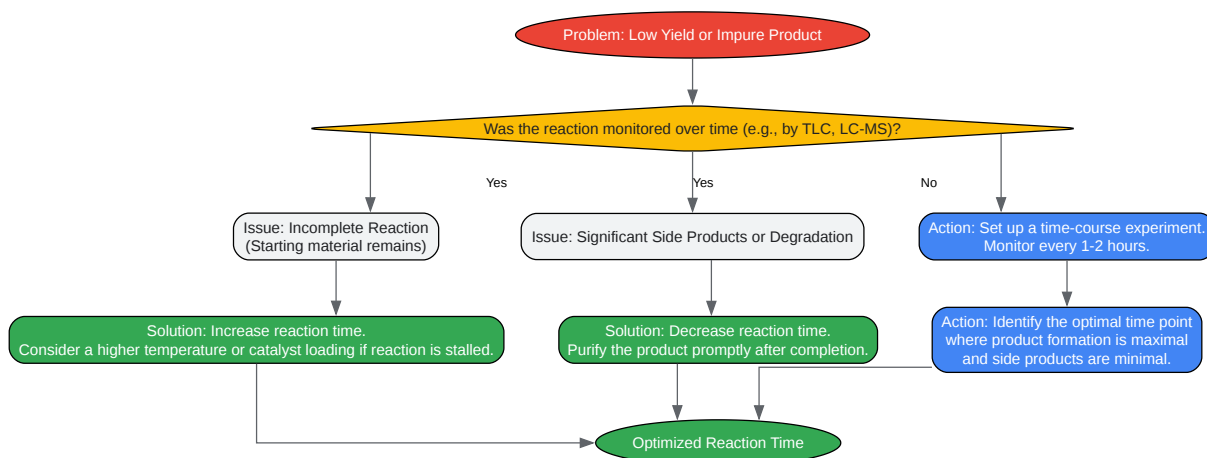 Problem: Low Yield or Impure Product
Was the reaction monitored over time (e.g., by TLC, LC-MS)?
Yes
Yes
No
Issue: Incomplete Reaction
(Starting material remains)
Issue: Significant Side Products or Degradation
Action: Set up a time-course experiment.
Monitor every 1-2 hours.
Solution: Increase reaction time.
Consider a higher temperature or catalyst loading if reaction is stalled.
Solution: Decrease reaction time.
Purify the product promptly after completion.
Action: Identify the optimal time point
where product formation is maximal
and side products are minimal.
Optimized Reaction Time